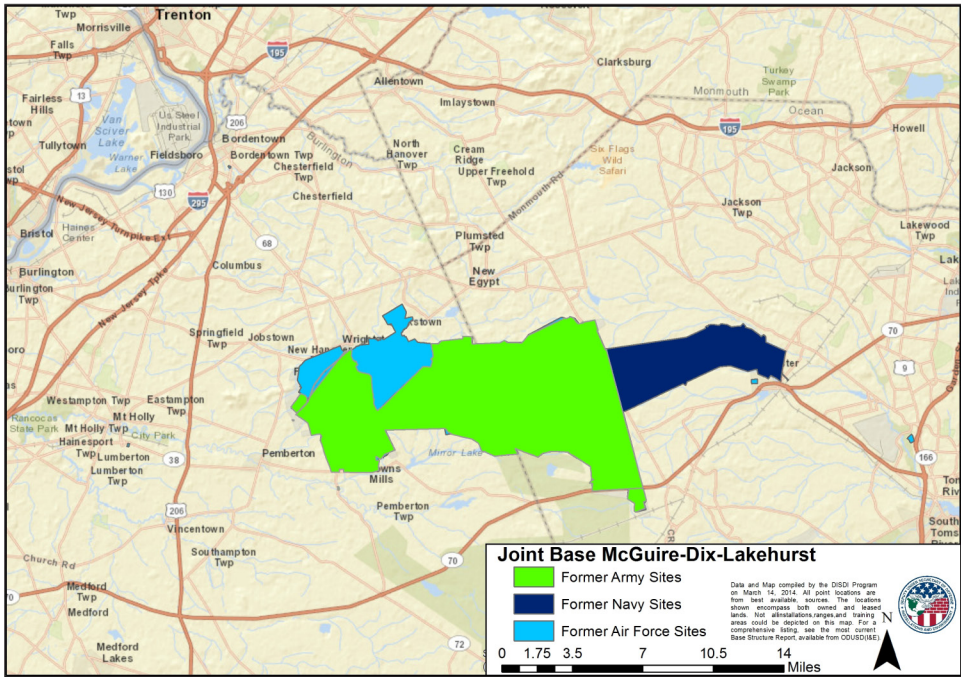 Trenton
Morrisville
Falls
Twp
195
Clarksburg
Turkey
Swamp
Park
Allentown
Imlaystown
Monmouth
Ocean
195
Howell
Fairless
Hills
13
Van
Sciver
Lake
U.S. Steel
Industrial
Park
206
Tullytown
Warner
Lake
Fieldsboro
Bordentown
Bordentown Twp
Chesterfield
Twp
Burlington
North
Hanover
Twp
Cream
Ridge
Upper Freehold
Twp
Six Flags
Wild
Safari
Jackson
130
295
Chesterfield
Monmouth Rd
Jackson
Twp
New Jersey Turnpike Ext
Bristol
Haines
Center
Plumsted
Twp
Lakewood
Twp
68
Columbus
New
Egypt
Burlington
Burlington
Twp
New Jersey Tpke
Springfield
Twp
Jobstown
70
9
Westampton Twp
Eastampton
Twp
Rancocas
State Park
Mt Holly
Mt Holly Twp
City Park
Hainesport
Twp
Lumberton
Lumberton
Twp
38
Pemberton
Mirror Lake
Mills
166
206
Vincentown
Pemberton
Twp
Southampton
Twp
70
Church Rd
Medford
Twp
Medford
Medford
Lakes
72
Joint Base McGuire-Dix-Lakehurst
Former Army Sites
Former Navy Sites
Former Air Force Sites
Data and Map compiled by the DISDI Program
on March 14, 2014. All point locations are
from best available, sources. The locations
shown encompass both owned and leased
lands. Not allinstallations,ranges,and training
areas could be depicted on this map. For a
comprehensive listing, see the most current
Base Structure Report, available from ODUSD(I&E).
N
0 1.75 3.5 7 10.5 14
Miles